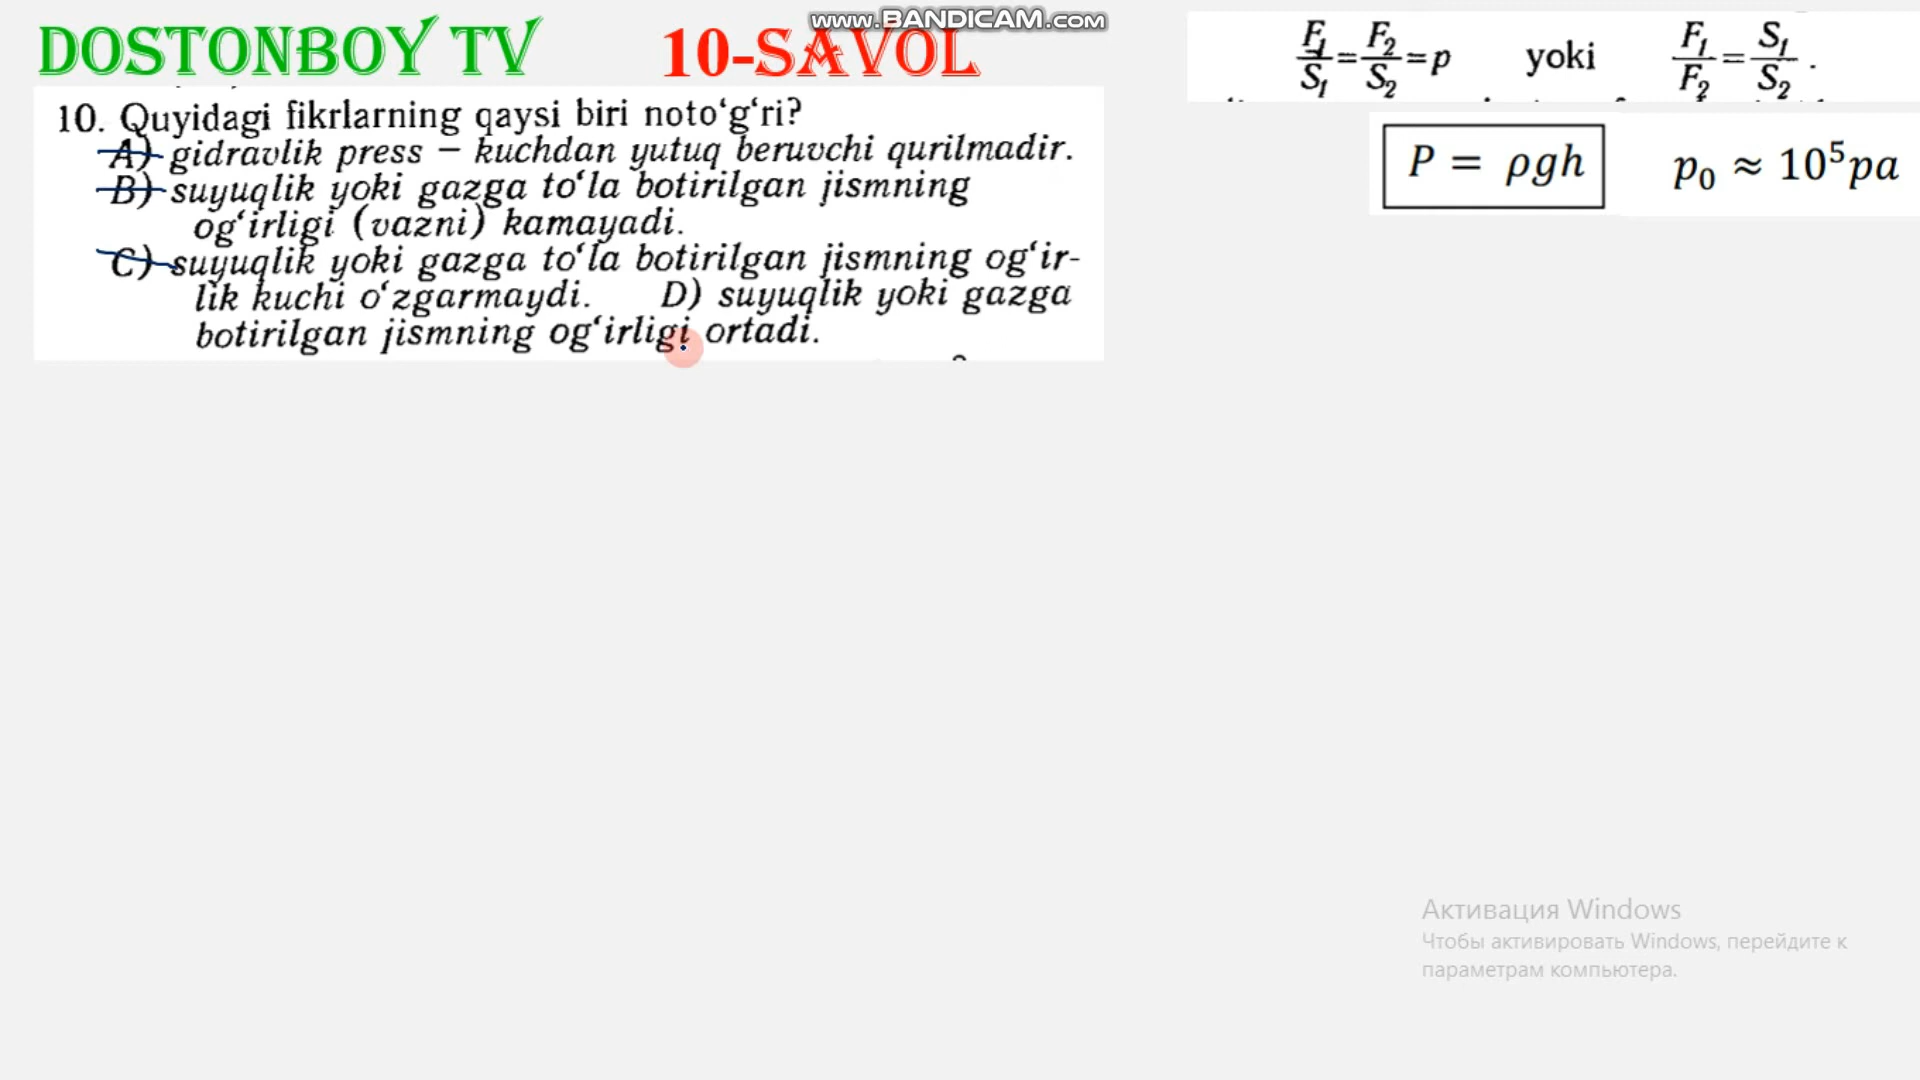 www.BANDICAM.com
DOSTONBOY TV
10-SAVOL
10. Quyidagi fikrlarning qaysi biri noto‘g‘ri?
A) gidravlik press – kuchdan yutuq beruvchi qurilmadir.
B) suyuqlik yoki gazga to‘la botirilgan jismning
og‘irligi (vazni) kamayadi.
C) suyuqlik yoki gazga to‘la botirilgan jismning og‘ir-
lik kuchi o‘zgarmaydi. D) suyuqlik yoki gazga
botirilgan jismning og‘irligi ortadi.
F₁/S₁=F₂/S₂=p yoki F₁/F₂=S₁/S₂.
P = ρgh p₀ ≈ 10⁵pa
Активация Windows
Чтобы активировать Windows, перейдите к
параметрам компьютера.